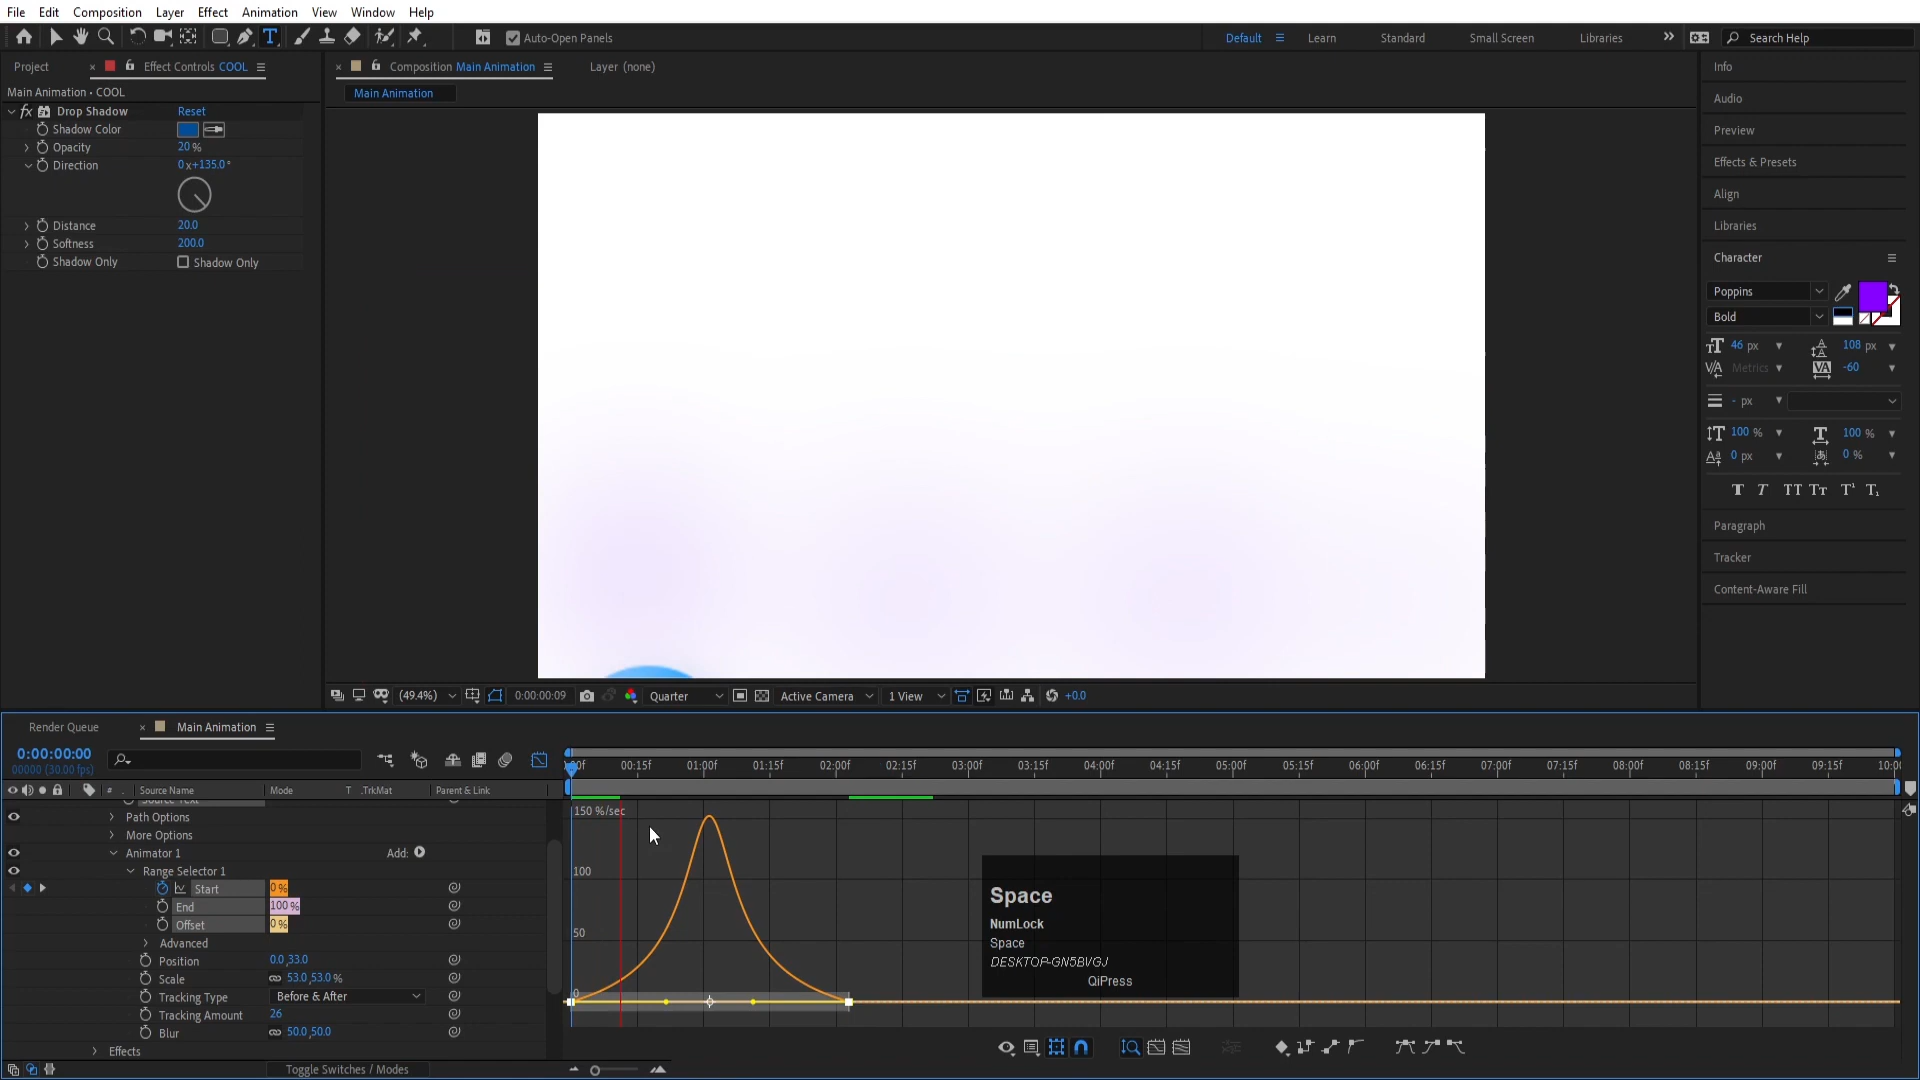 File Edit Composition Layer Effect Animation View Window Help
Auto-Open Panels
Default Learn Standard Small Screen Libraries Search Help
Project Effect Controls COOL
Composition Main Animation Layer (none)
Info
Main Animation • COOL
Main Animation
fx Drop Shadow Reset
Audio
Shadow Color
Opacity 20 %
Preview
Direction 0 x+135.0 °
Effects & Presets
Align
Distance 20.0
Libraries
Softness 200.0
Shadow Only Shadow Only
Character
Poppins
Bold
46 px 108 px
Metrics -60
- px
100 % 100 %
0 px 0 %
T T TT Tr T¹ T₁
Paragraph
Tracker
Content-Aware Fill
(49.4%) 0:00:00:09 Quarter Active Camera 1 View +0.0
Render Queue Main Animation
0:00:00:00
00000 (30.00 fps)
00:15f 01:00f 01:15f 02:00f 02:15f 03:00f 03:15f 04:00f 04:15f 05:00f 05:15f 06:00f 06:15f 07:00f 07:15f 08:00f 08:15f 09:00f 09:15f 10:00
# Source Name Mode T .TrkMat Parent & Link
Source Text
150 %/sec
Path Options
More Options
Animator 1 Add:
Range Selector 1
100
Start 0 %
End 100 %
Offset 0 %
50
Advanced
Position 0.0,33.0
Scale 53.0,53.0 %
Tracking Type Before & After
0
Tracking Amount 26
Blur 50.0,50.0
Effects
Toggle Switches / Modes
Space
NumLock
Space
DESKTOP-GN5BVGJ
QiPress